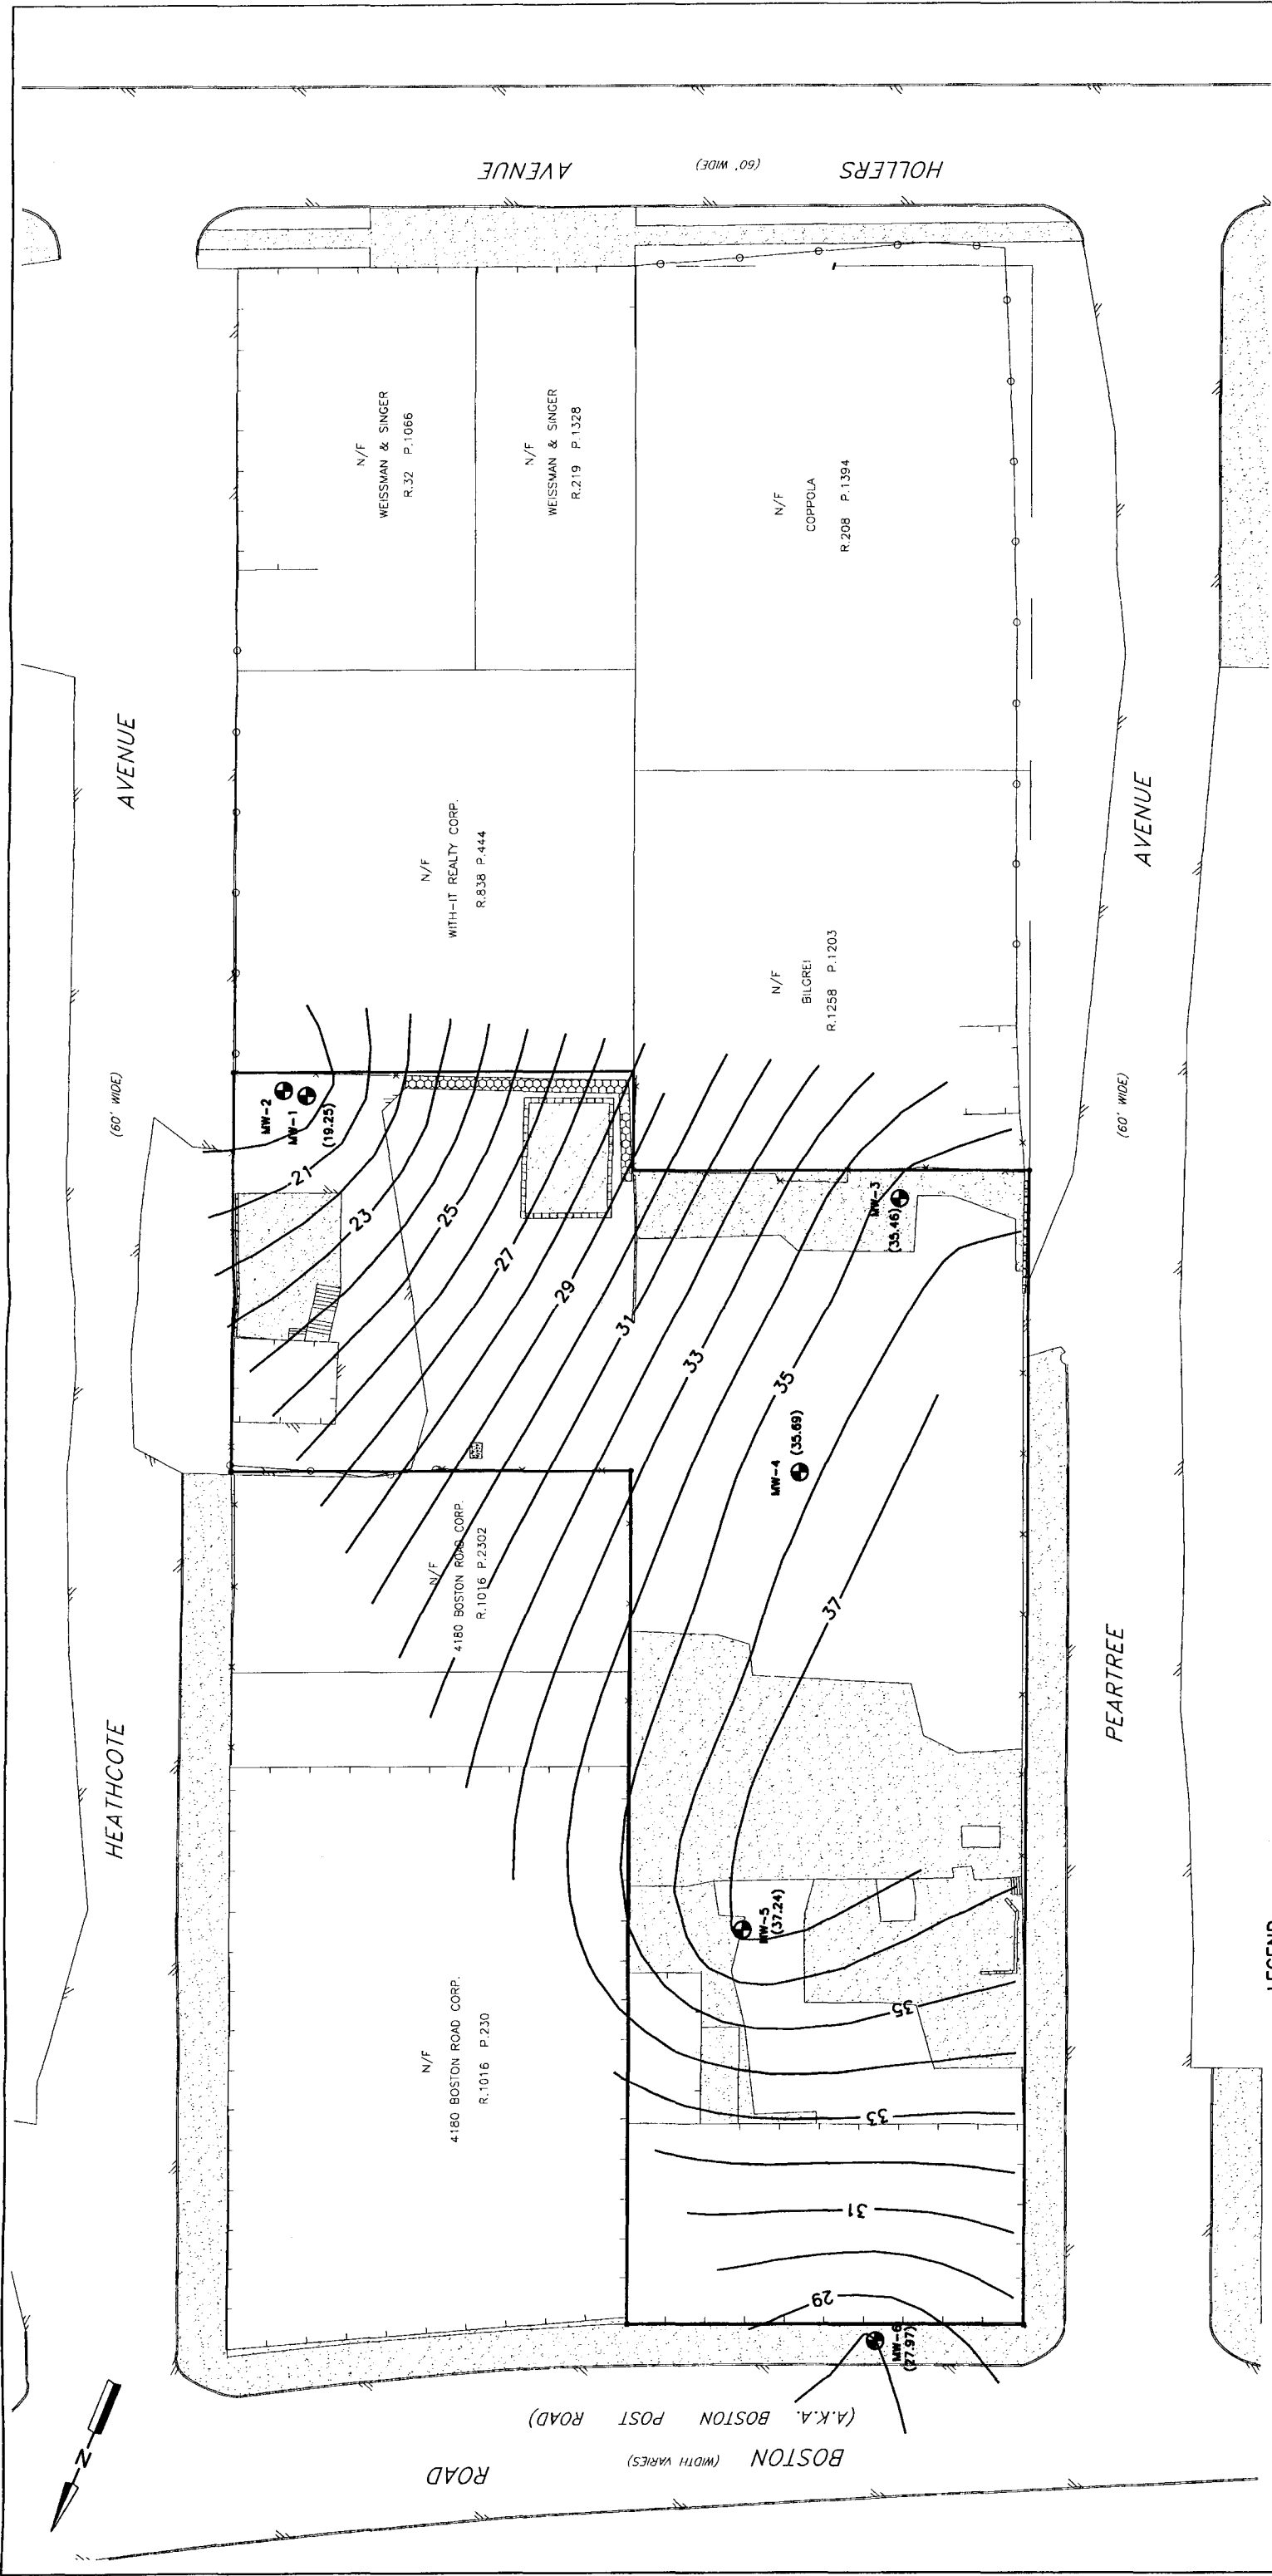 HOLLERS
(60' WIDE)
AVENUE
N/F
WEISSMAN & SINGER
R.32 P.1066
N/F
WEISSMAN & SINGER
R.219 P.1328
N/F
COPPOLA
R.208 P.1394
AVENUE
(60' WIDE)
HEATHCOTE
N/F
WITH-IT REALTY CORP.
R.838 P.444
N/F
BILGREI
R.1258 P.1203
AVENUE
(60' WIDE)
PEARTREE
MW-2
MW-1
(19.25)
21
23
25
27
29
31
33
35
37
MW-3
(35.46)
MW-4
(35.69)
N/F
4180 BOSTON ROAD CORP.
R.1016 P.2302
MW-5
(37.24)
N/F
4180 BOSTON ROAD CORP.
R.1016 P.230
35
33
31
29
MW-6
(27.97)
N
(A.K.A. BOSTON POST ROAD)
BOSTON
(WIDTH VARIES)
ROAD